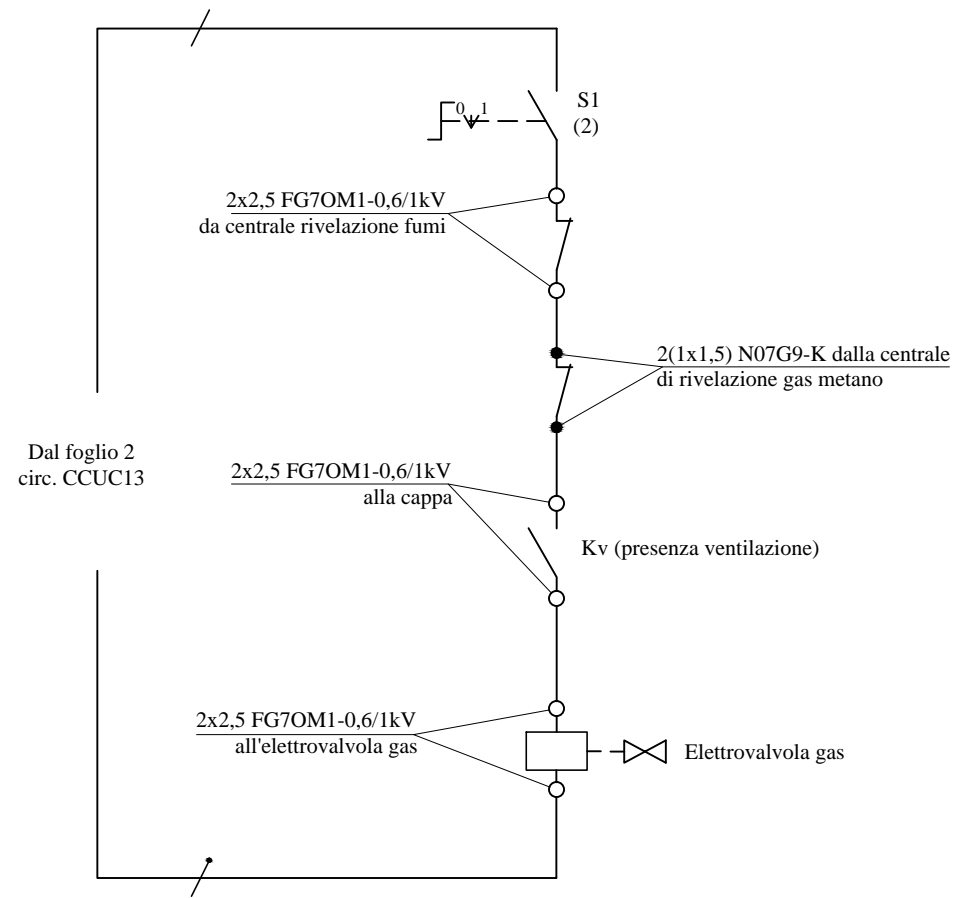 0 1
S1
(2)
2x2,5 FG7OM1-0,6/1kV
da centrale rivelazione fumi
2(1x1,5) N07G9-K dalla centrale
di rivelazione gas metano
Dal foglio 2
circ. CCUC13
2x2,5 FG7OM1-0,6/1kV
alla cappa
Kv (presenza ventilazione)
2x2,5 FG7OM1-0,6/1kV
all'elettrovalvola gas
Elettrovalvola gas